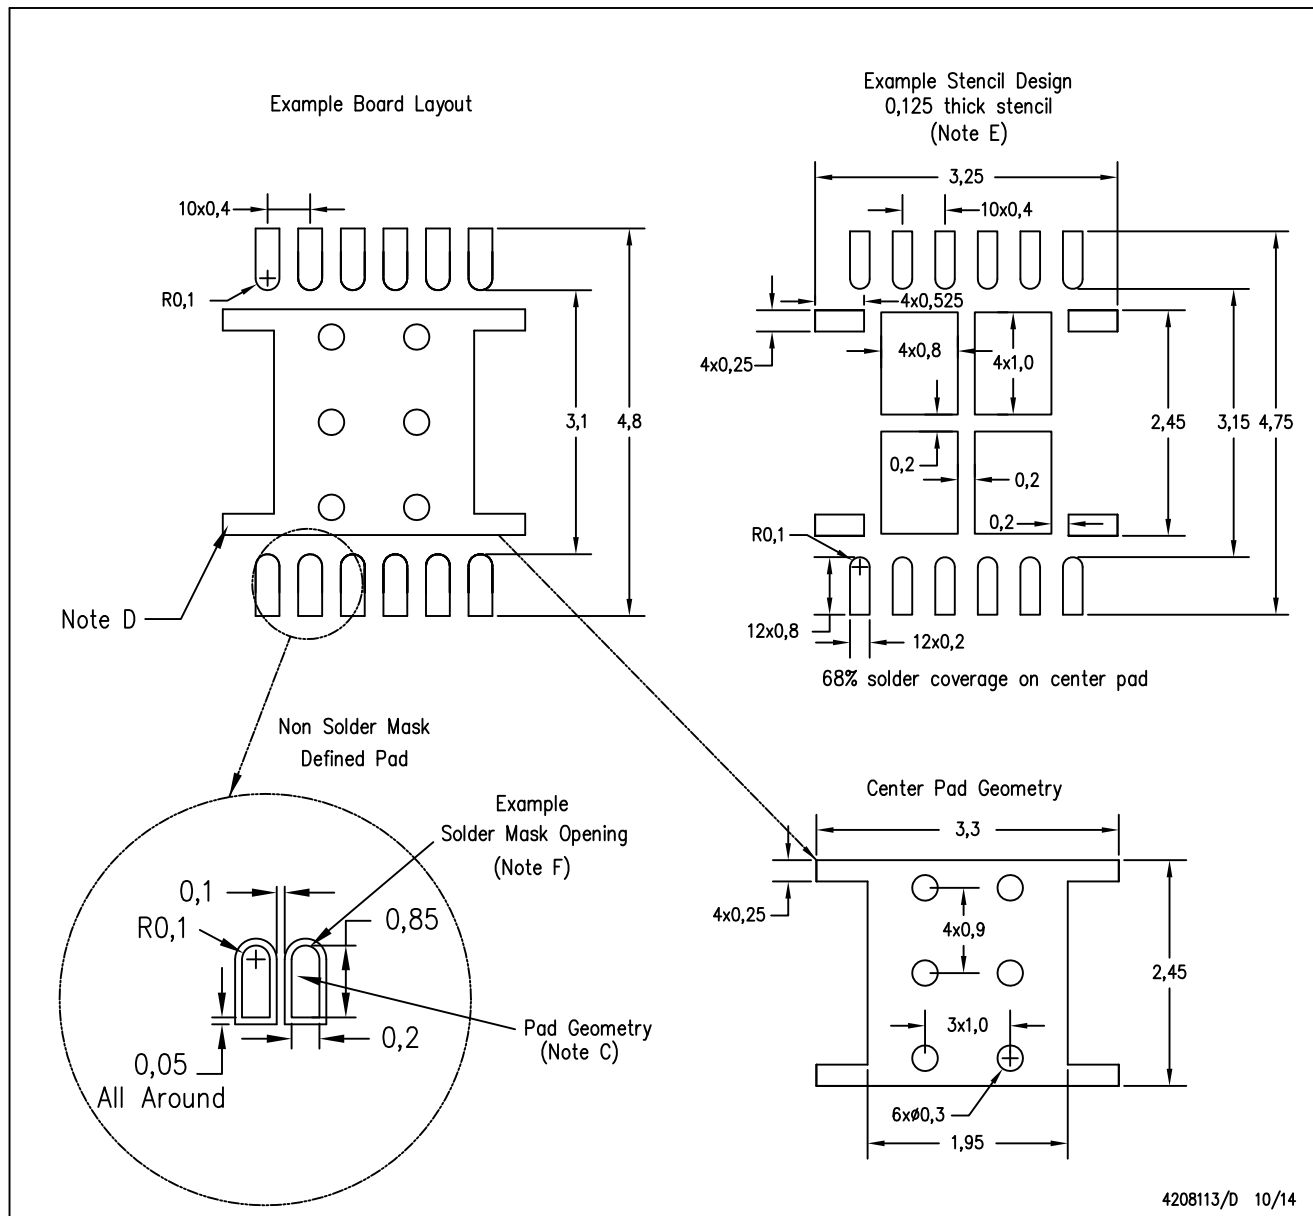 Example Board Layout
10x0,4
R0,1
3,1
4,8
Note D
Example Stencil Design
0,125 thick stencil
(Note E)
3,25
10x0,4
4x0,525
4x0,25
4x0,8
4x1,0
2,45
3,15
4,75
0,2
0,2
0,2
R0,1
12x0,8
12x0,2
68% solder coverage on center pad
Non Solder Mask
Defined Pad
Example
Solder Mask Opening
(Note F)
0,1
R0,1
0,85
0,2
0,05
All Around
Pad Geometry
(Note C)
Center Pad Geometry
3,3
4x0,25
4x0,9
2,45
3x1,0
6xø0,3
1,95
4208113/D 10/14